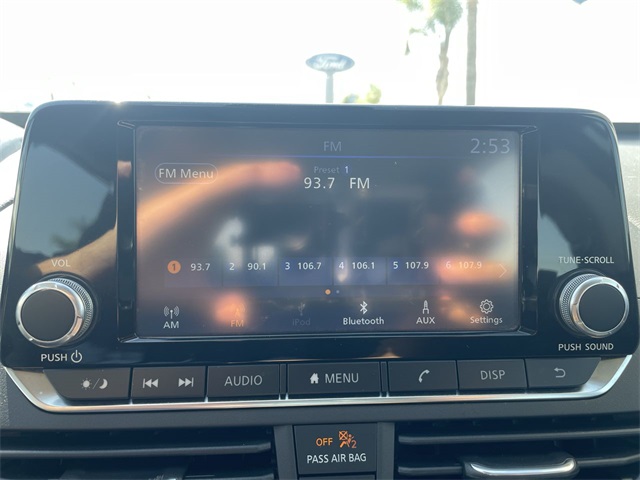 Ford
FM 2:53
FM Menu Preset 1
93.7 FM
1 93.7 2 90.1 3 106.7 4 106.1 5 107.9 6 107.9
AM FM iPod Bluetooth AUX Settings
VOL TUNE·SCROLL
PUSH PUSH SOUND
AUDIO MENU DISP
OFF 2
PASS AIR BAG